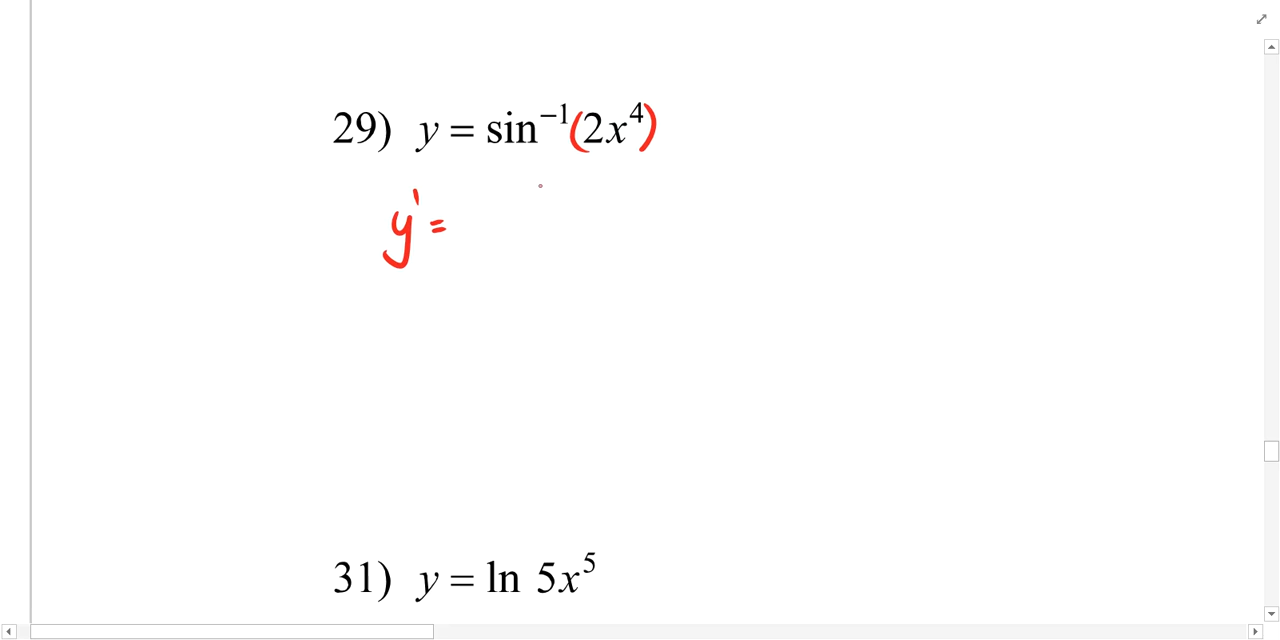 29) y = sin⁻¹(2x⁴)
y' =
31) y = ln 5x⁵